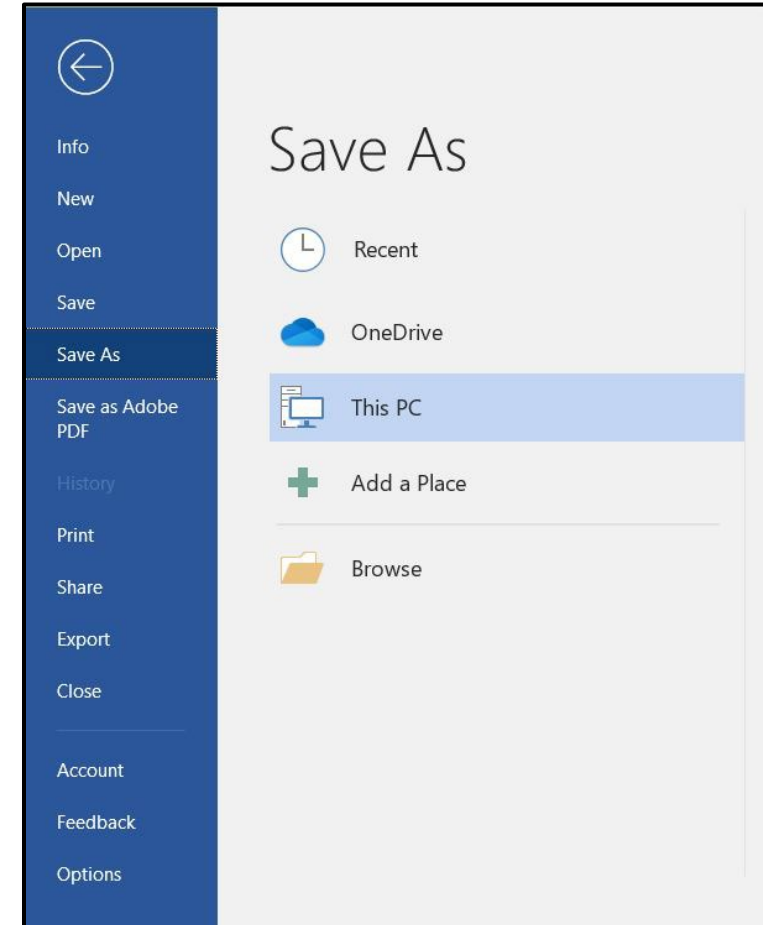 Info
New
Open
Save
Save As
Save as Adobe
PDF
History
Print
Share
Export
Close
Account
Feedback
Options
Save As
Recent
OneDrive
This PC
Add a Place
Browse